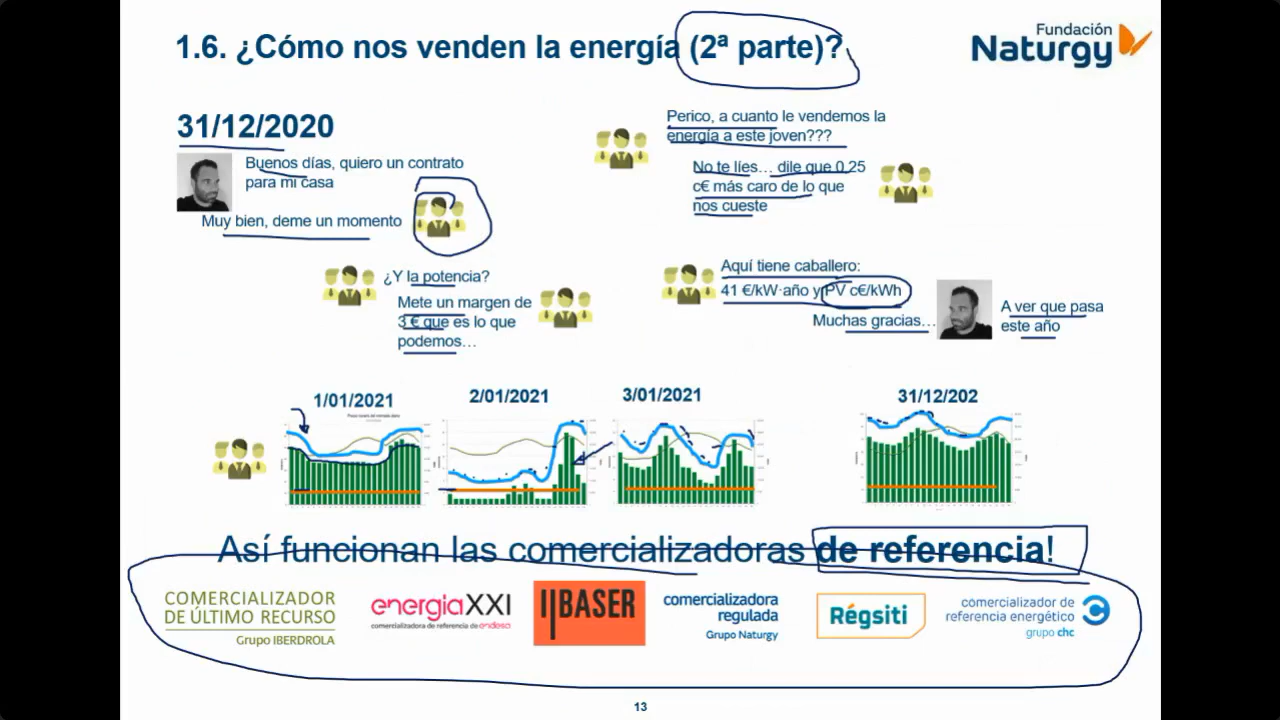 1.6. ¿Cómo nos venden la energía (2ª parte)?
Fundación
Naturgy
31/12/2020
Buenos días, quiero un contrato
para mi casa
Muy bien, deme un momento
Perico, a cuanto le vendemos la
energía a este joven???
No te líes… dile que 0,25
c€ más caro de lo que
nos cueste
¿Y la potencia?
Mete un margen de
3 € que es lo que
podemos…
Aquí tiene caballero:
41 €/kW·año y PV c€/kWh
Muchas gracias…
A ver que pasa
este año
1/01/2021
2/01/2021
3/01/2021
31/12/202
Así funcionan las comercializadoras de referencia!
COMERCIALIZADOR
DE ÚLTIMO RECURSO
Grupo IBERDROLA
energiaXXI
comercializadora de referencia de endesa
BASER
comercializadora
regulada
Grupo Naturgy
Régsiti
comercializador de
referencia energético
grupo chc
13